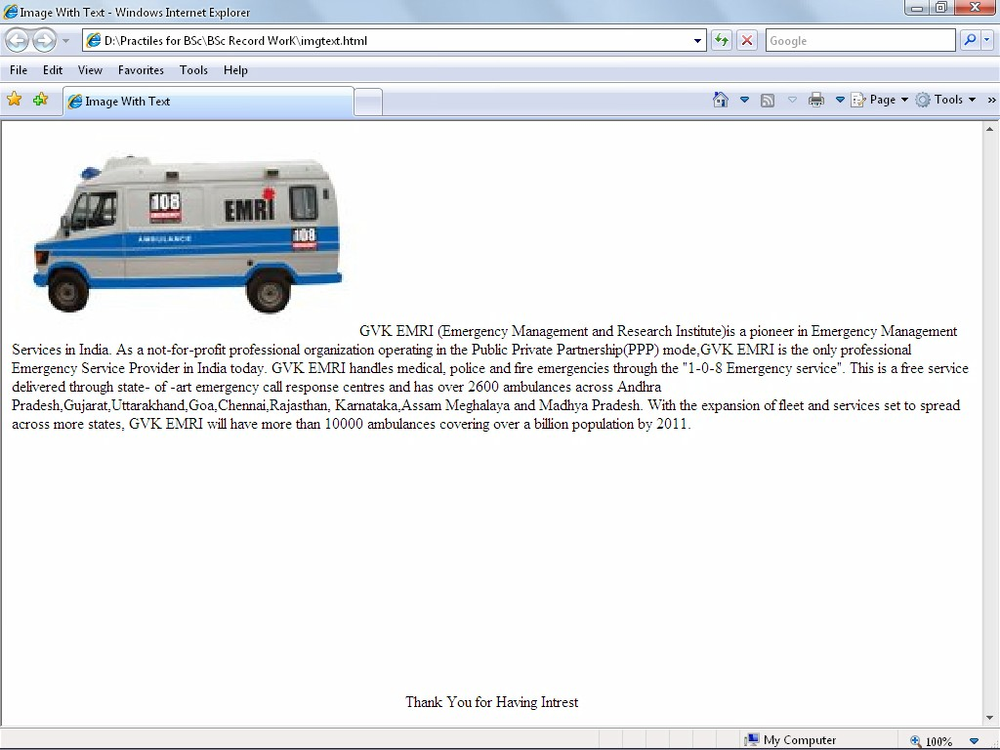 Image With Text - Windows Internet Explorer
D:\Practiles for BSc\BSc Record WorK\imgtext.html
Google
File Edit View Favorites Tools Help
Image With Text
Page Tools »
108
EMERGENCY
EMRI
AMBULANCE
108
GVK EMRI (Emergency Management and Research Institute)is a pioneer in Emergency Management
Services in India. As a not-for-profit professional organization operating in the Public Private Partnership(PPP) mode,GVK EMRI is the only professional
Emergency Service Provider in India today. GVK EMRI handles medical, police and fire emergencies through the "1-0-8 Emergency service". This is a free service
delivered through state- of -art emergency call response centres and has over 2600 ambulances across Andhra
Pradesh,Gujarat,Uttarakhand,Goa,Chennai,Rajasthan, Karnataka,Assam Meghalaya and Madhya Pradesh. With the expansion of fleet and services set to spread
across more states, GVK EMRI will have more than 10000 ambulances covering over a billion population by 2011.
Thank You for Having Intrest
My Computer
100%